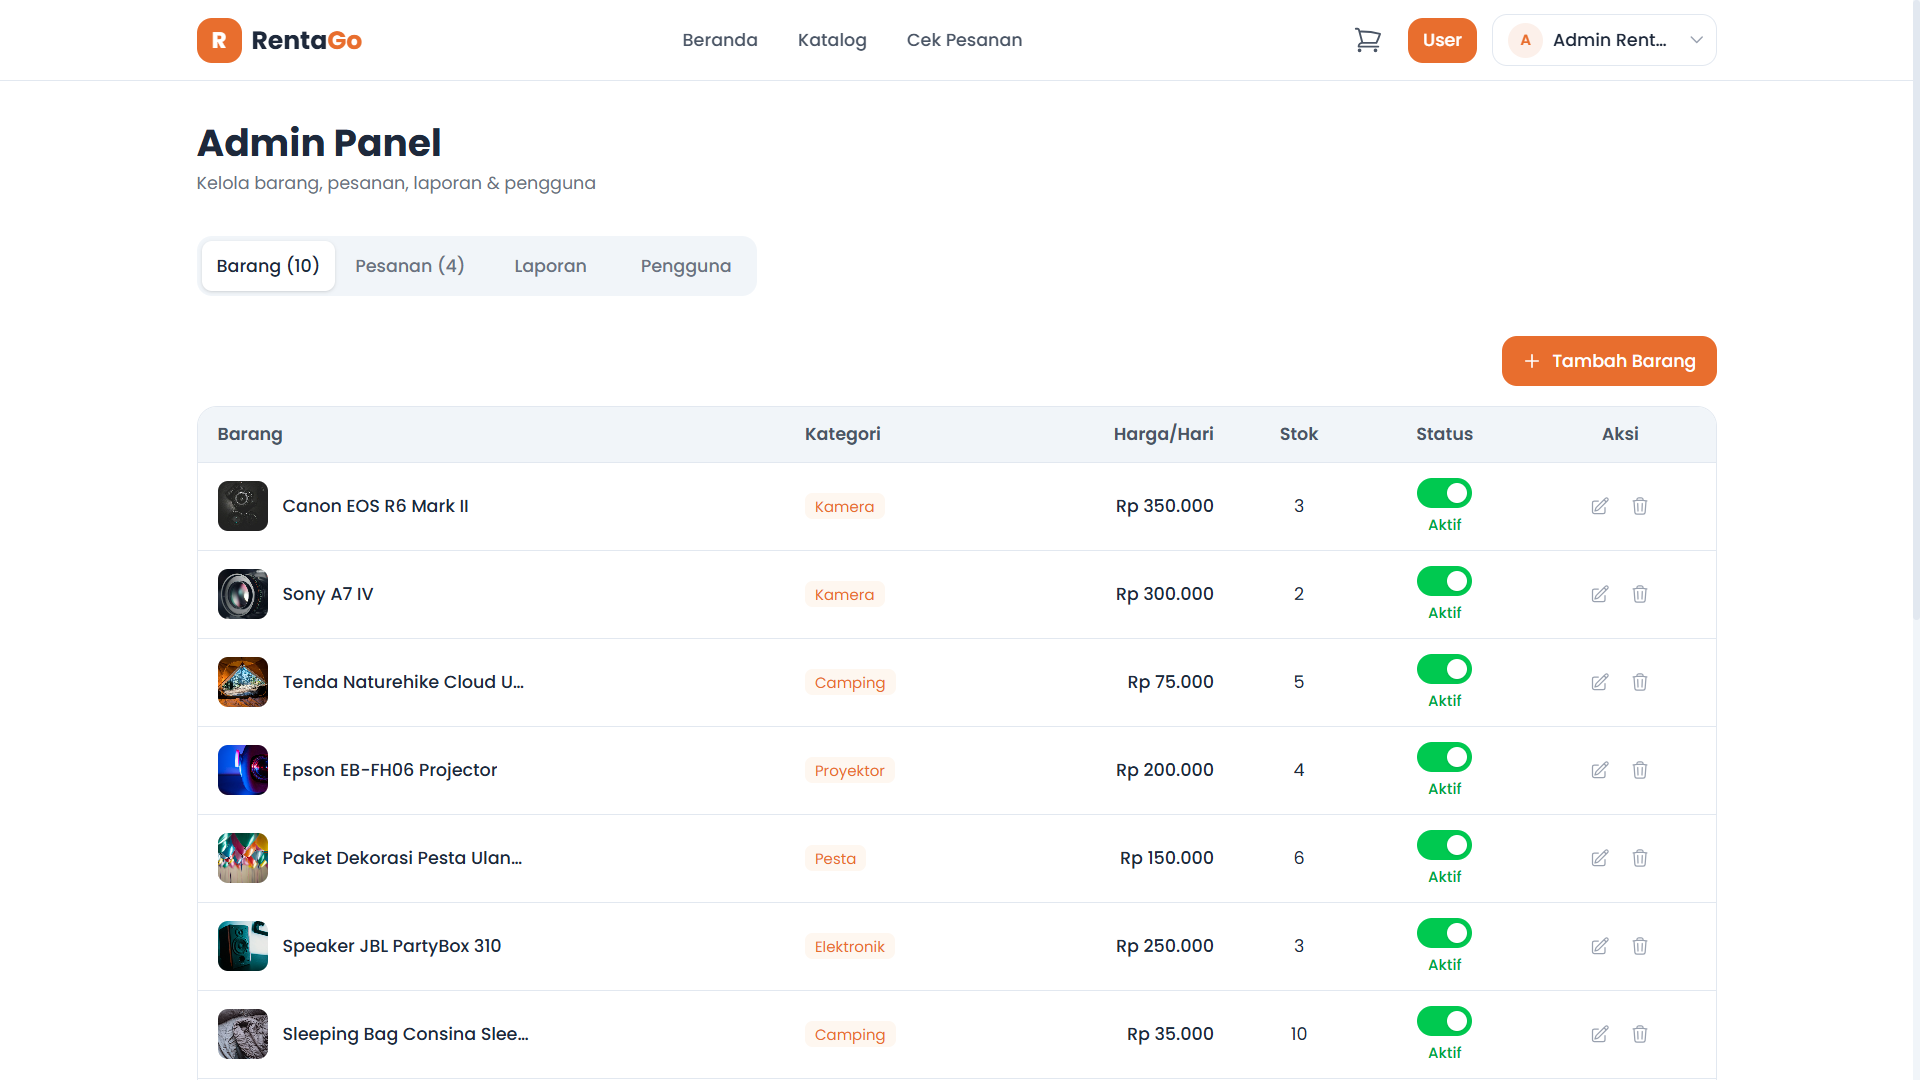 R RentaGo
Beranda
Katalog
Cek Pesanan
User
A
Admin Rent...
Admin Panel
Kelola barang, pesanan, laporan & pengguna
Barang (10)
Pesanan (4)
Laporan
Pengguna
+ Tambah Barang
Barang
Kategori
Harga/Hari
Stok
Status
Aksi
Canon EOS R6 Mark II
Kamera
Rp 350.000
3
Aktif
Sony A7 IV
Kamera
Rp 300.000
2
Aktif
Tenda Naturehike Cloud U...
Camping
Rp 75.000
5
Aktif
Epson EB-FH06 Projector
Proyektor
Rp 200.000
4
Aktif
Paket Dekorasi Pesta Ulan...
Pesta
Rp 150.000
6
Aktif
Speaker JBL PartyBox 310
Elektronik
Rp 250.000
3
Aktif
Sleeping Bag Consina Slee...
Camping
Rp 35.000
10
Aktif